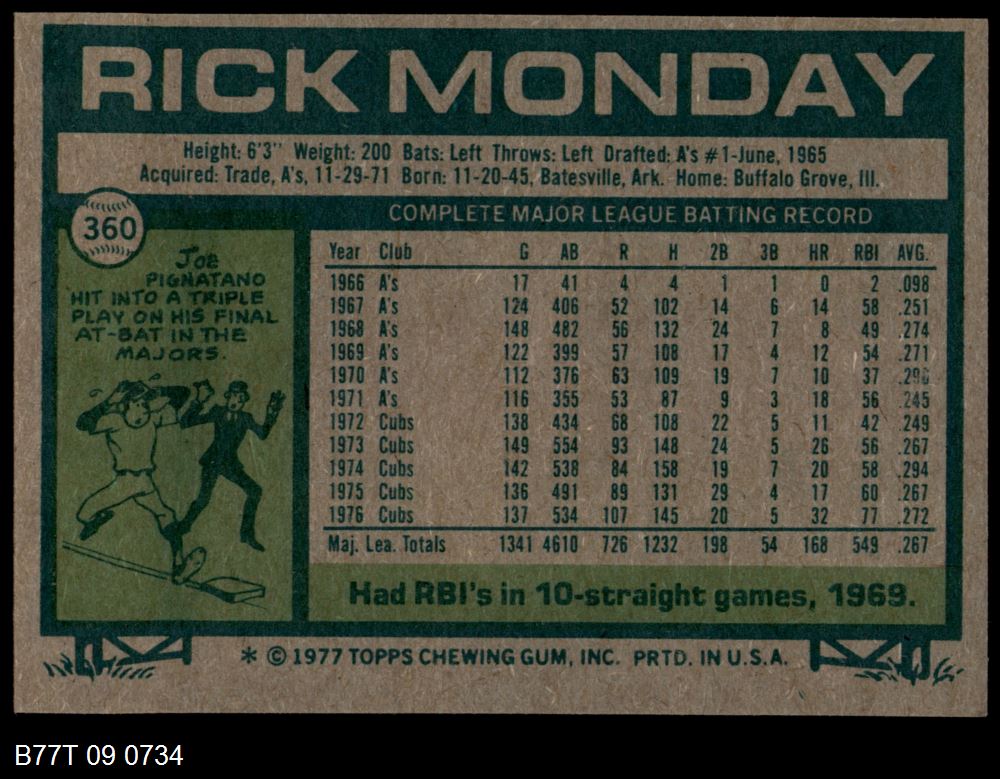 RICK MONDAY
Height: 6'3" Weight: 200 Bats: Left Throws: Left Drafted: A's #1-June, 1965
Acquired: Trade, A's, 11-29-71 Born: 11-20-45, Batesville, Ark. Home: Buffalo Grove, Ill.
360
JOE
PIGNATANO
HIT INTO A TRIPLE
PLAY ON HIS FINAL
AT-BAT IN THE
MAJORS.
COMPLETE MAJOR LEAGUE BATTING RECORD
Year Club G AB R H 2B 3B HR RBI AVG.
1966 A's 17 41 4 4 1 1 0 2 .098
1967 A's 124 406 52 102 14 6 14 58 .251
1968 A's 148 482 56 132 24 7 8 49 .274
1969 A's 122 399 57 108 17 4 12 54 .271
1970 A's 112 376 63 109 19 7 10 37 .290
1971 A's 116 355 53 87 9 3 18 56 .245
1972 Cubs 138 434 68 108 22 5 11 42 .249
1973 Cubs 149 554 93 148 24 5 26 56 .267
1974 Cubs 142 538 84 158 19 7 20 58 .294
1975 Cubs 136 491 89 131 29 4 17 60 .267
1976 Cubs 137 534 107 145 20 5 32 77 .272
Maj. Lea. Totals 1341 4610 726 1232 198 54 168 549 .267
Had RBI's in 10-straight games, 1969.
* © 1977 TOPPS CHEWING GUM, INC. PRTD. IN U.S.A.
B77T 09 0734